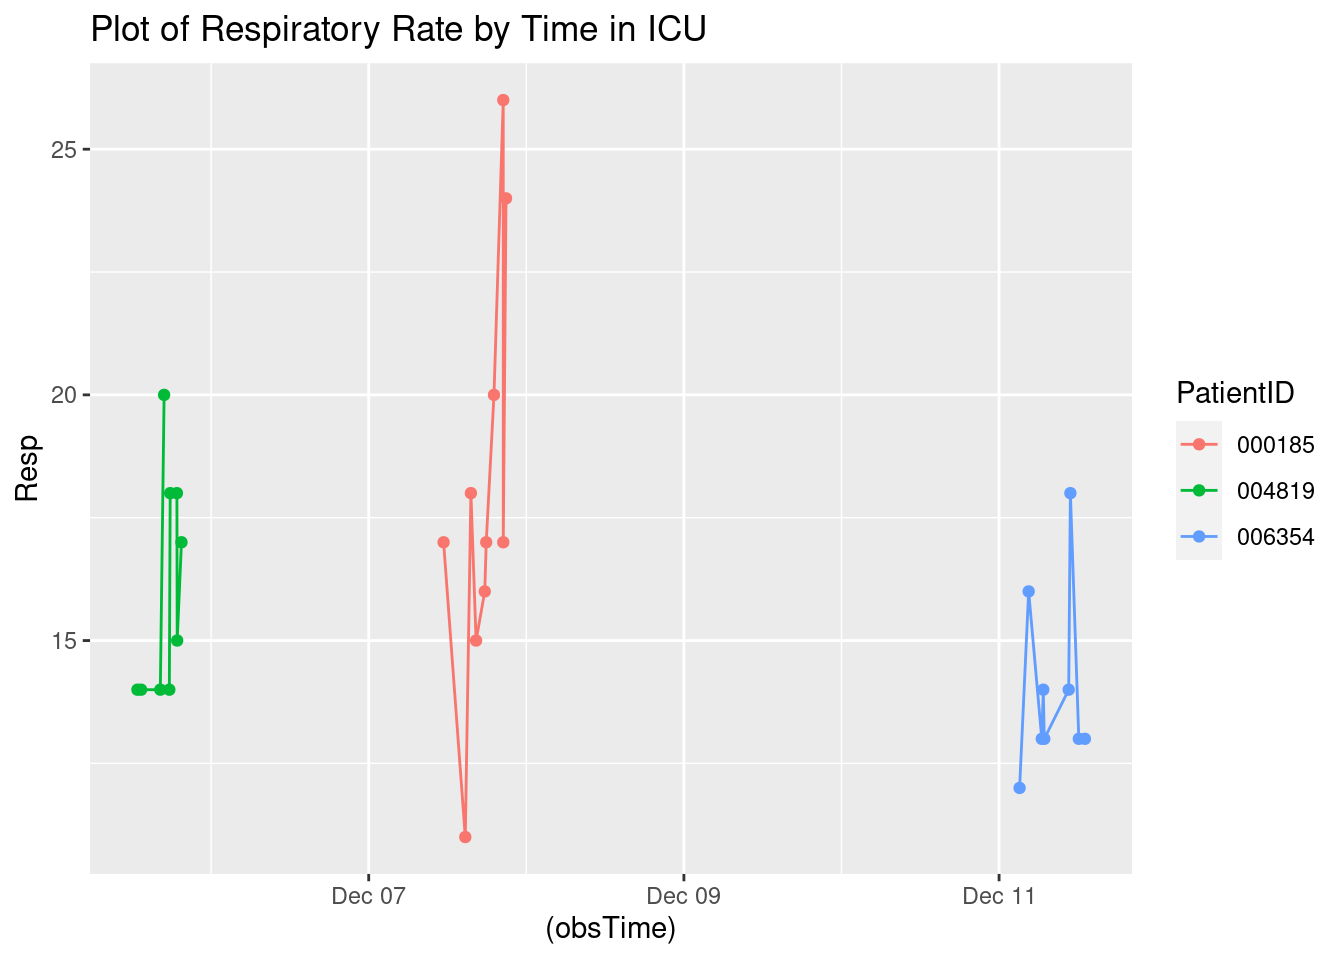 Plot of Respiratory Rate by Time in ICU
25
20
15
Resp
Dec 07
Dec 09
Dec 11
(obsTime)
PatientID
000185
004819
006354